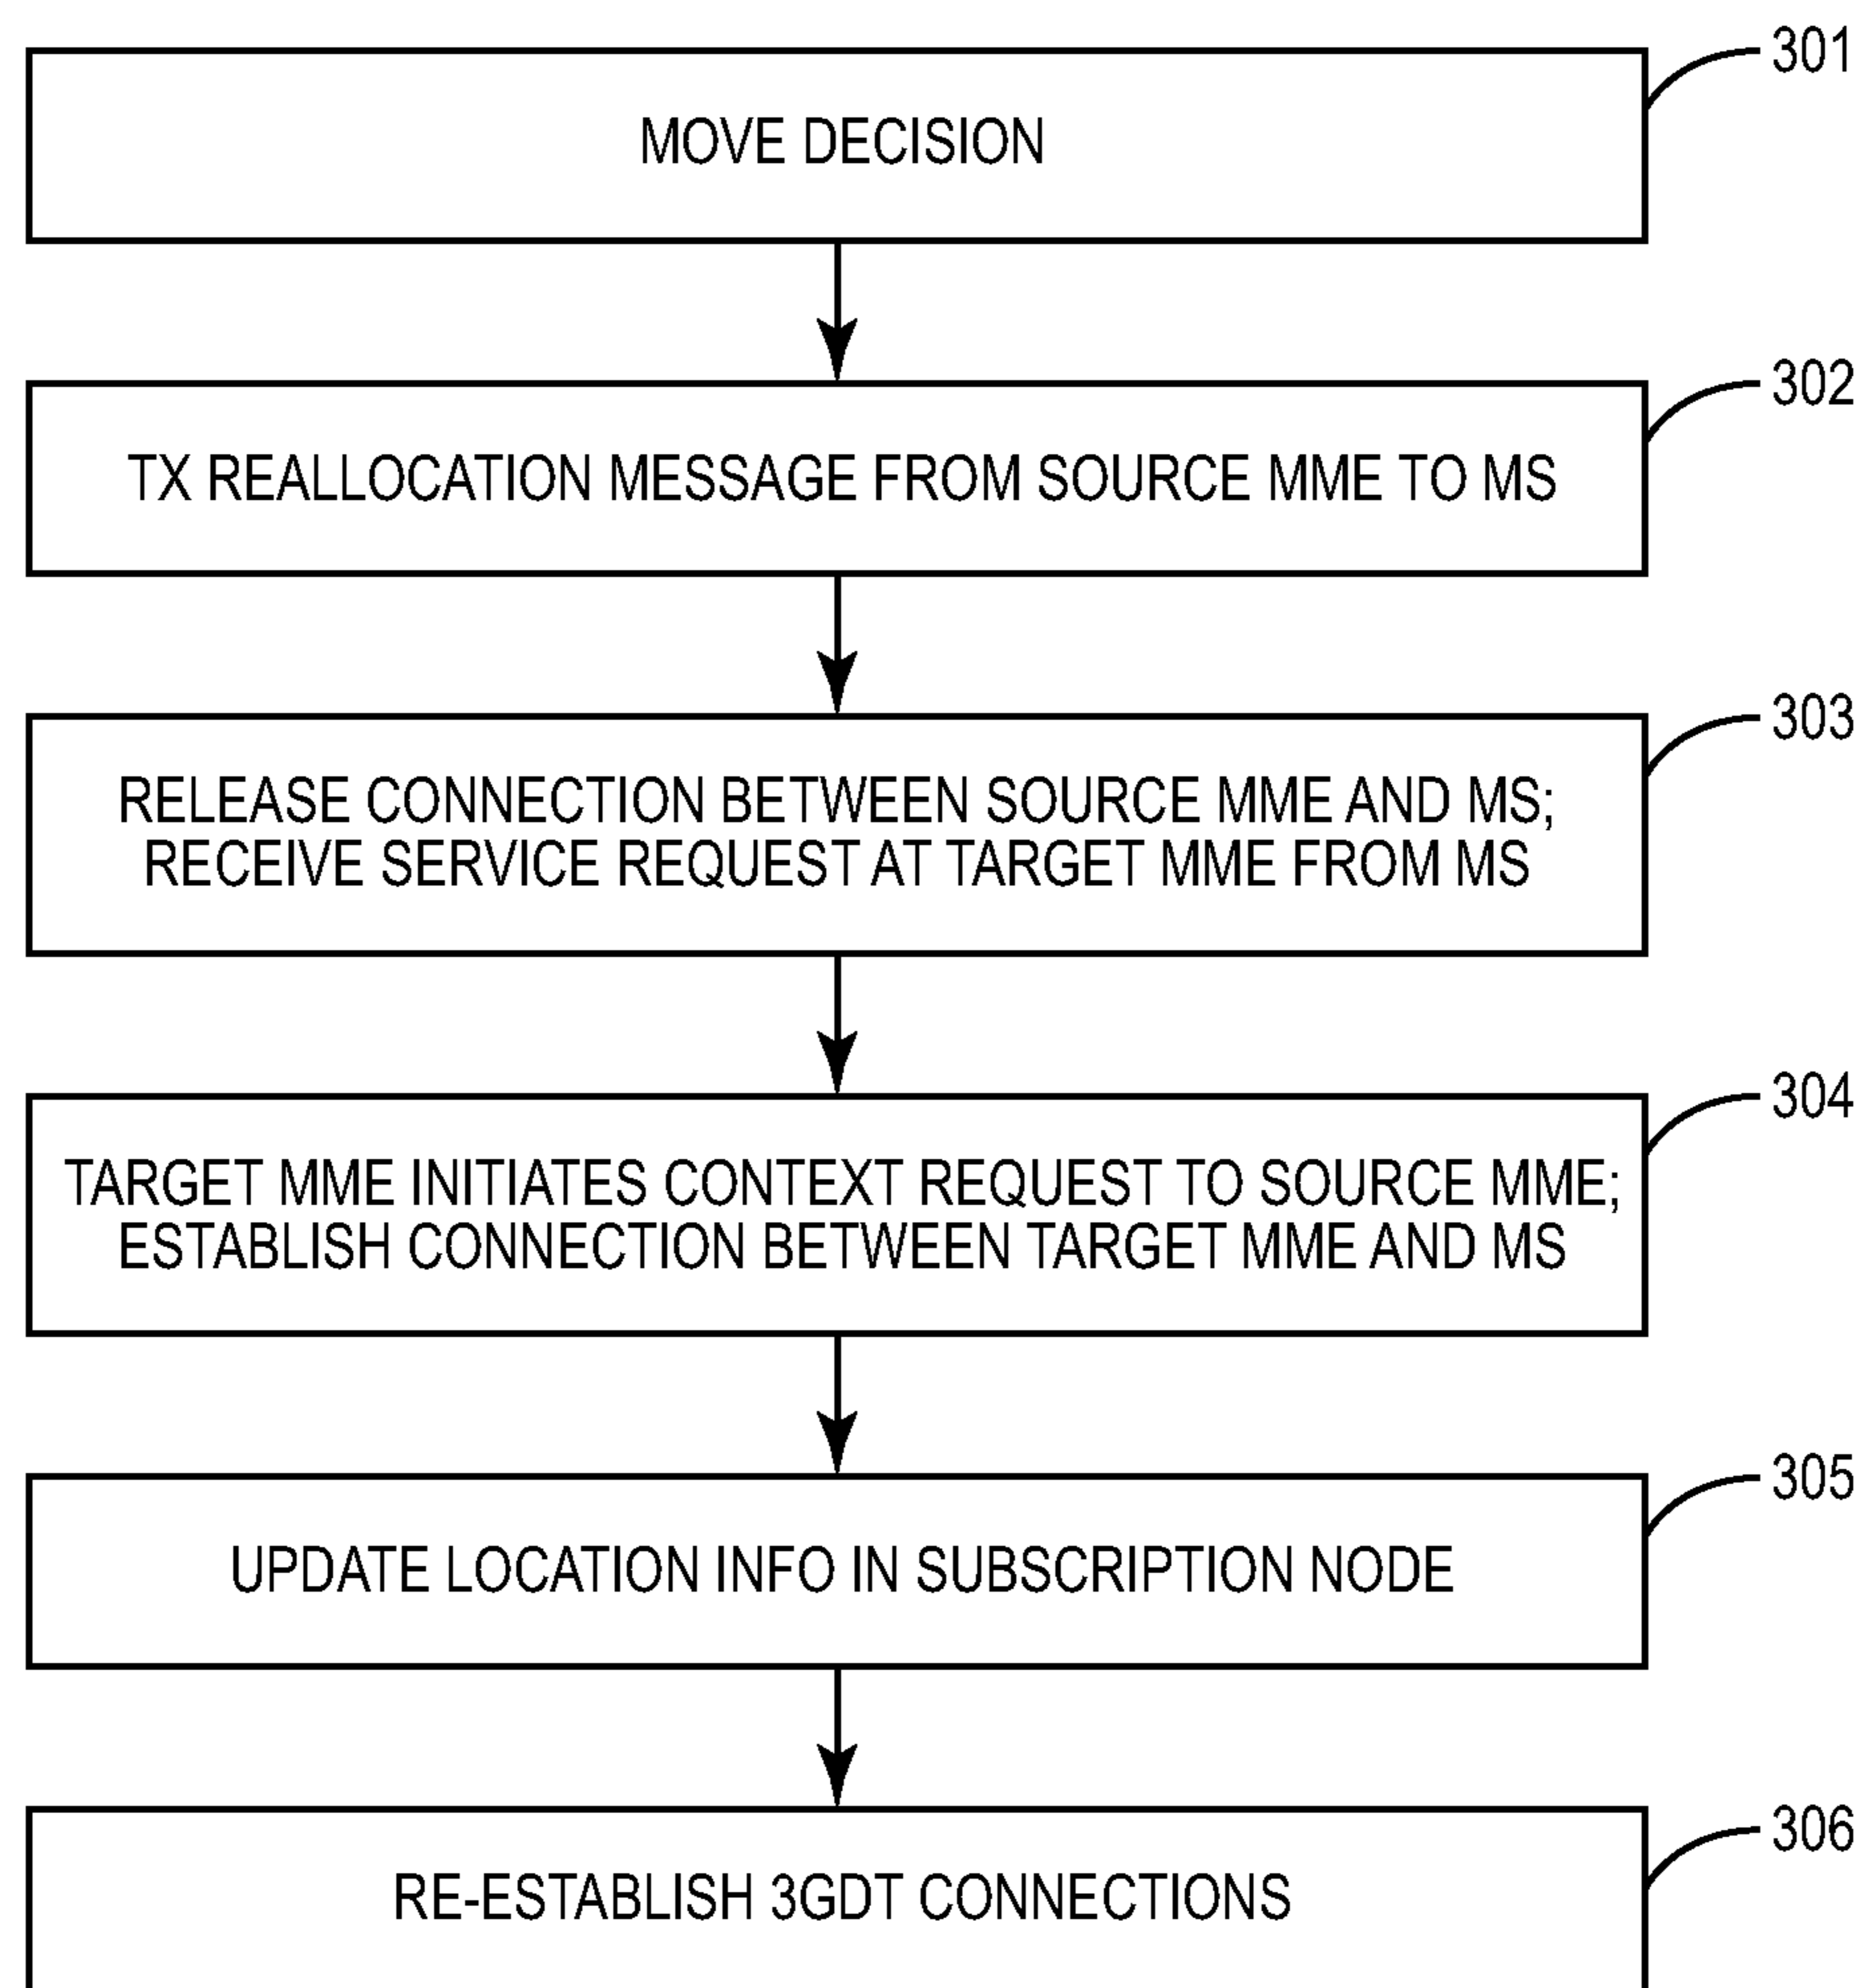 301
MOVE DECISION
302
TX REALLOCATION MESSAGE FROM SOURCE MME TO MS
303
RELEASE CONNECTION BETWEEN SOURCE MME AND MS;
RECEIVE SERVICE REQUEST AT TARGET MME FROM MS
304
TARGET MME INITIATES CONTEXT REQUEST TO SOURCE MME;
ESTABLISH CONNECTION BETWEEN TARGET MME AND MS
305
UPDATE LOCATION INFO IN SUBSCRIPTION NODE
306
RE-ESTABLISH 3GDT CONNECTIONS